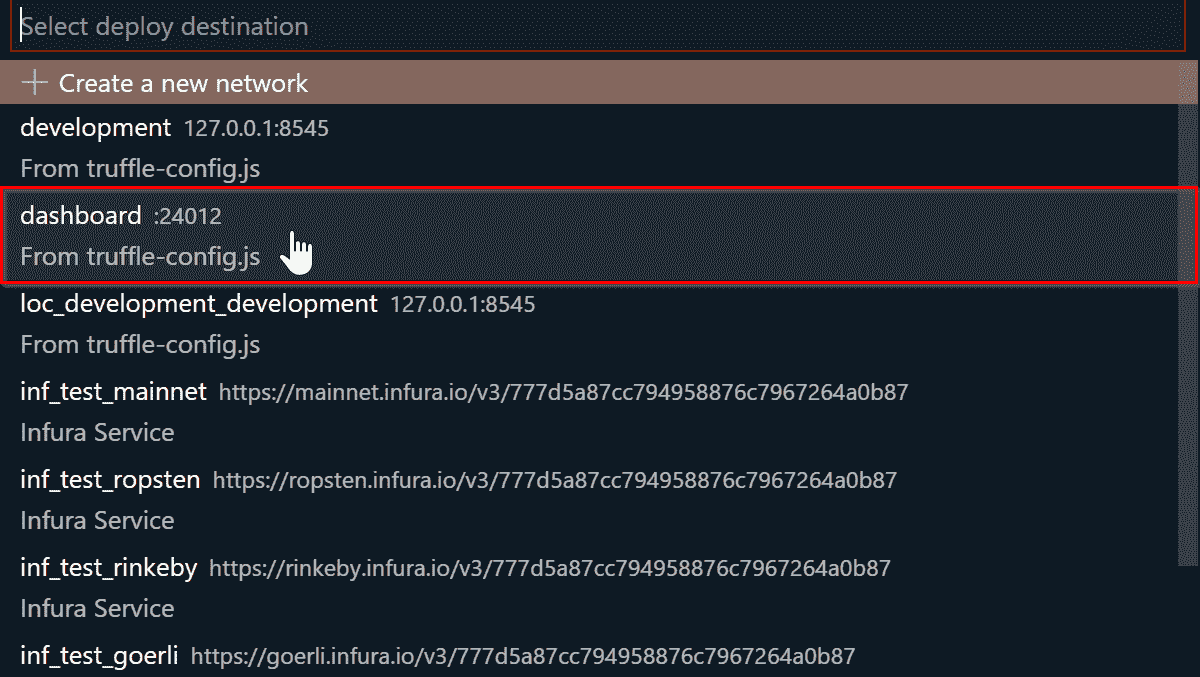 Select deploy destination
Create a new network
development 127.0.0.1:8545
From truffle-config.js
dashboard :24012
From truffle-config.js
loc_development_development 127.0.0.1:8545
From truffle-config.js
inf_test_mainnet https://mainnet.infura.io/v3/777d5a87cc794958876c7967264a0b87
Infura Service
inf_test_ropsten https://ropsten.infura.io/v3/777d5a87cc794958876c7967264a0b87
Infura Service
inf_test_rinkeby https://rinkeby.infura.io/v3/777d5a87cc794958876c7967264a0b87
Infura Service
inf_test_goerli https://goerli.infura.io/v3/777d5a87cc794958876c7967264a0b87